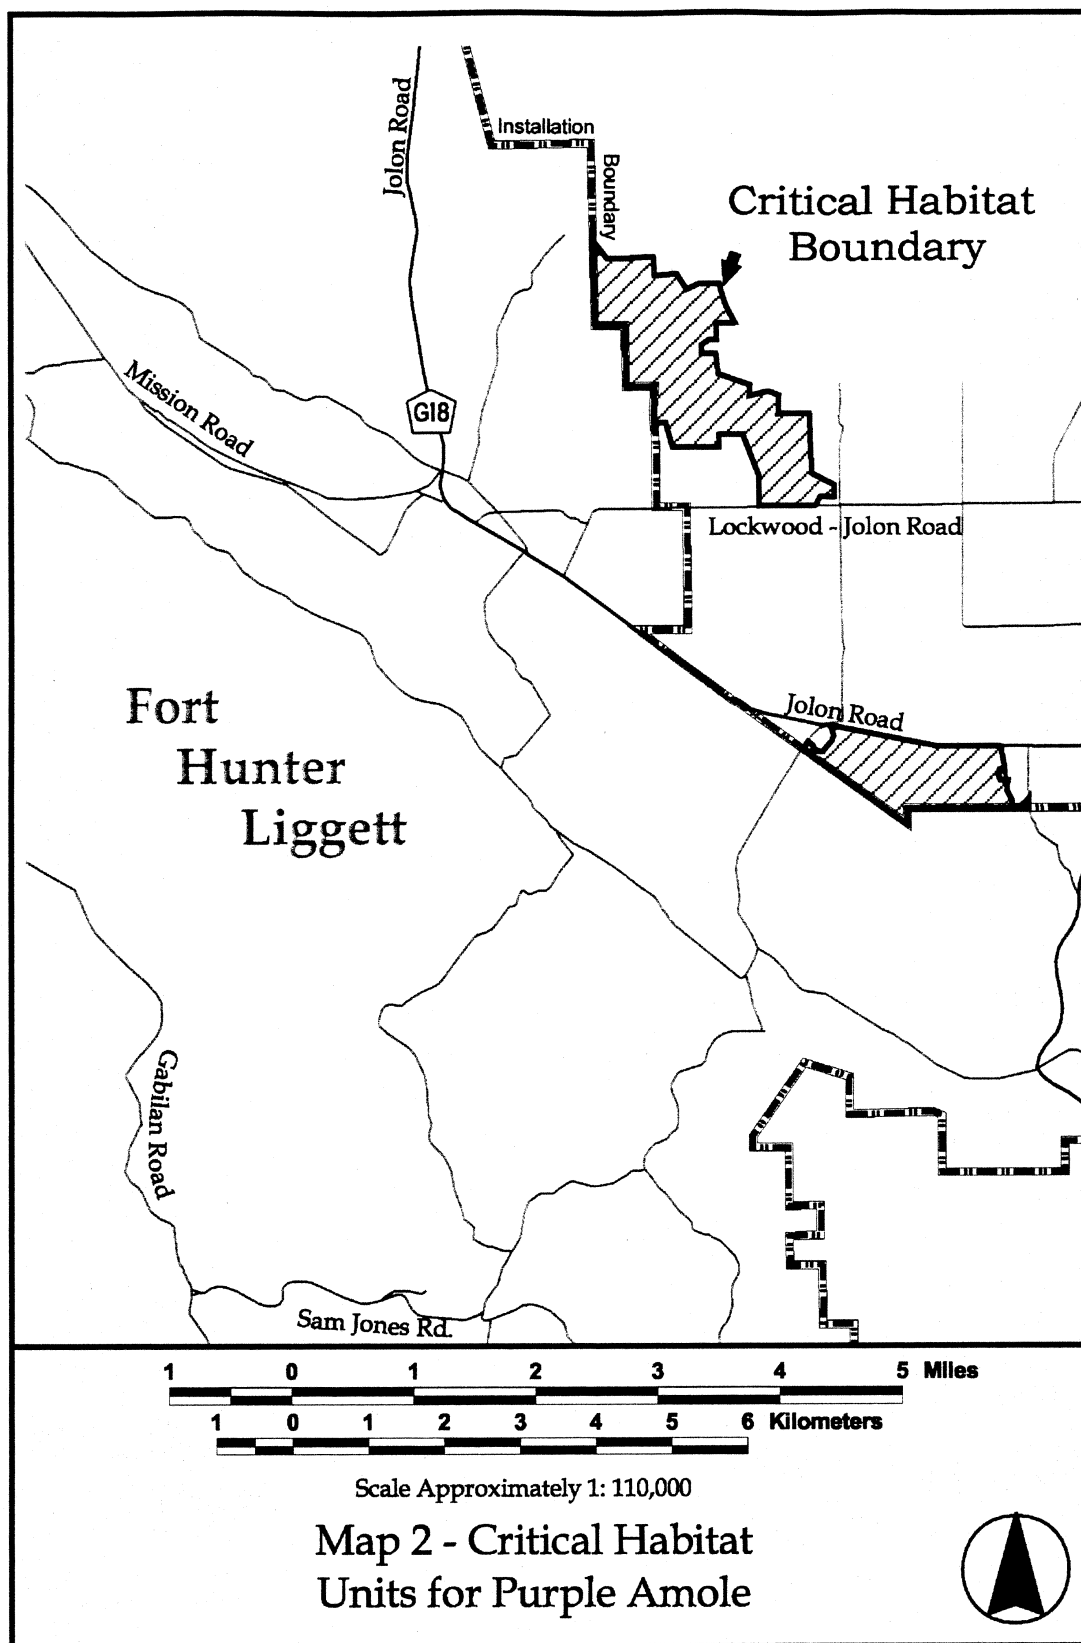 Jolon Road
Installation
Boundary
Critical Habitat
Boundary
Mission Road
G18
Lockwood - Jolon Road
Jolon Road
Fort
Hunter
Liggett
Gabilan Road
Sam Jones Rd.
1 0 1 2 3 4 5 Miles
1 0 1 2 3 4 5 6 Kilometers
Scale Approximately 1: 110,000
Map 2 - Critical Habitat
Units for Purple Amole